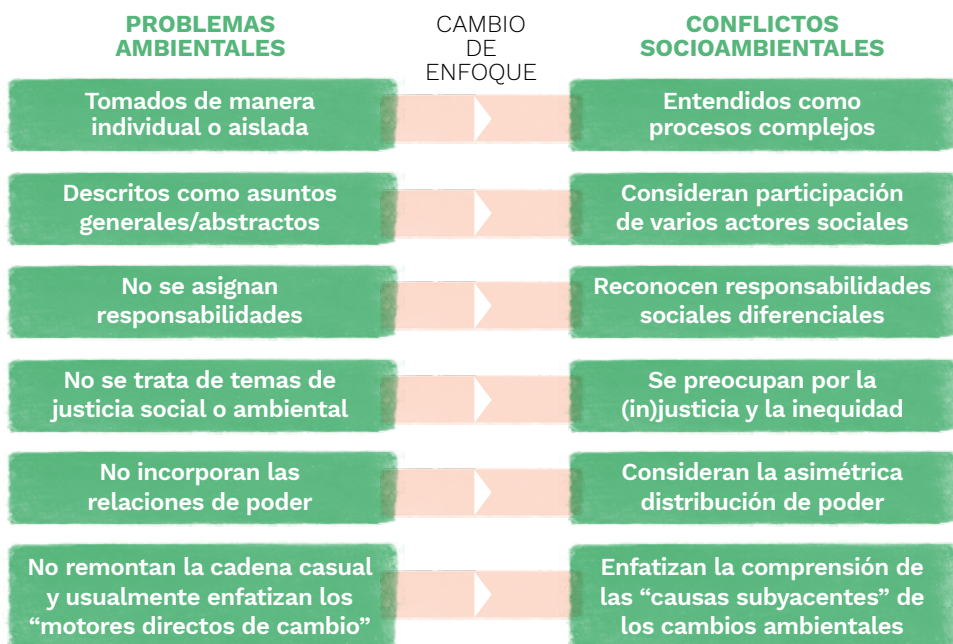 PROBLEMAS
AMBIENTALES
CAMBIO
DE
ENFOQUE
CONFLICTOS
SOCIOAMBIENTALES
Tomados de manera
individual o aislada
Entendidos como
procesos complejos
Descritos como asuntos
generales/abstractos
Consideran participación
de varios actores sociales
No se asignan
responsabilidades
Reconocen responsabilidades
sociales diferenciales
No se trata de temas de
justicia social o ambiental
Se preocupan por la
(in)justicia y la inequidad
No incorporan las
relaciones de poder
Consideran la asimétrica
distribución de poder
No remontan la cadena casual
y usualmente enfatizan los
“motores directos de cambio”
Enfatizan la comprensión de
las “causas subyacentes” de
los cambios ambientales